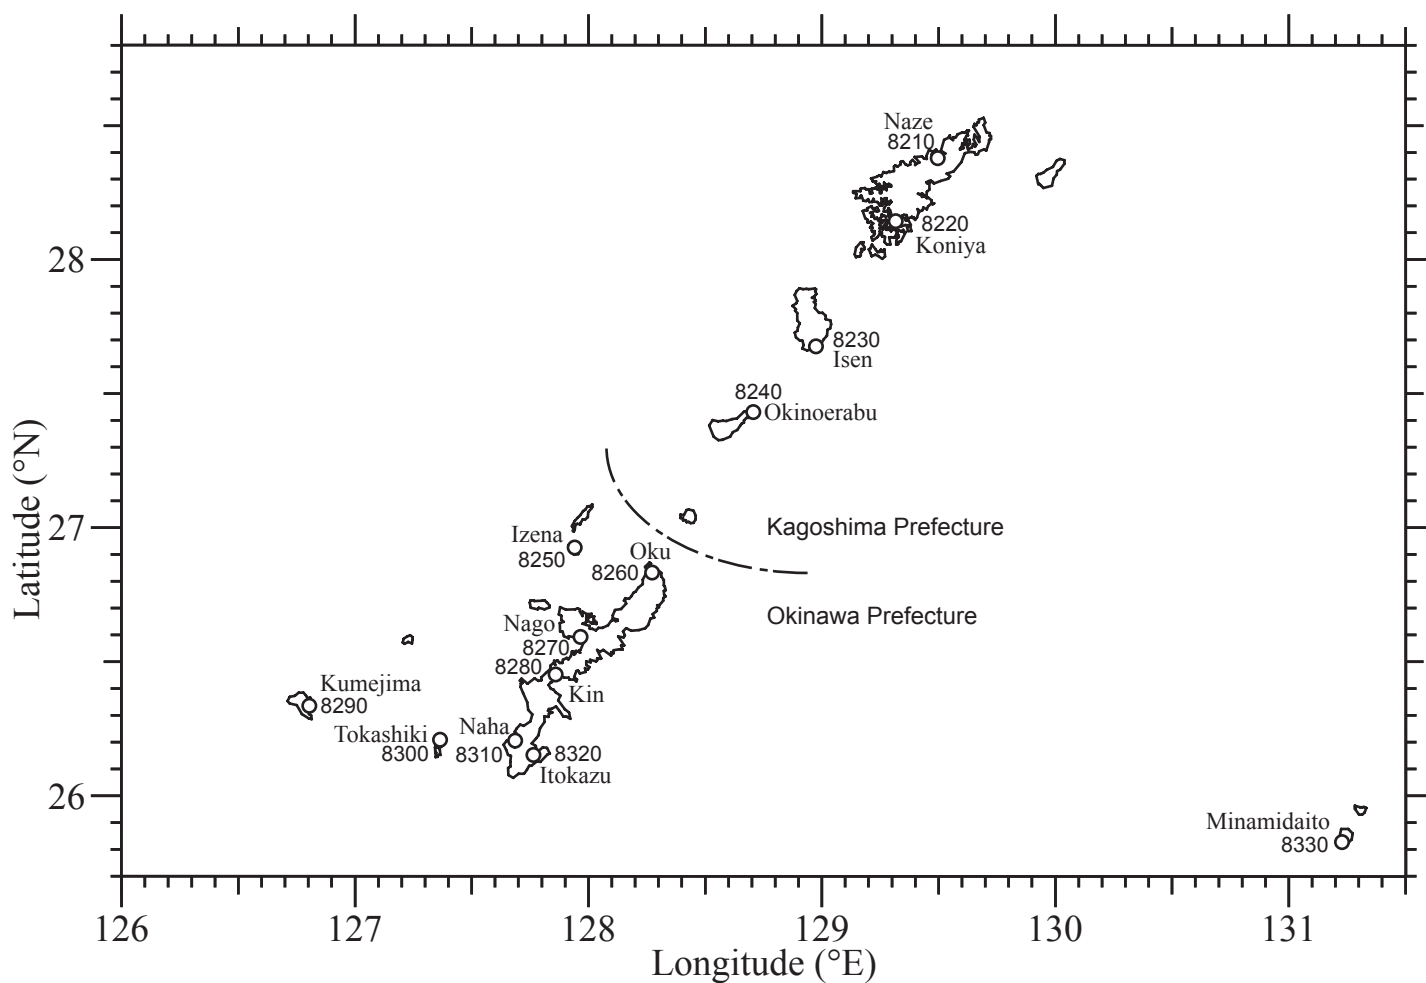 Naze
8210
8220
Koniya
28
8230
Isen
8240
Okinoerabu
Latitude (°N)
27
Kagoshima Prefecture
Izena
8250
Oku
8260
Okinawa Prefecture
Nago
8270
8280
Kin
Kumejima
8290
Tokashiki
8300
Naha
8310
8320
Itokazu
26
Minamidaito
8330
126
127
128
129
130
131
Longitude (°E)